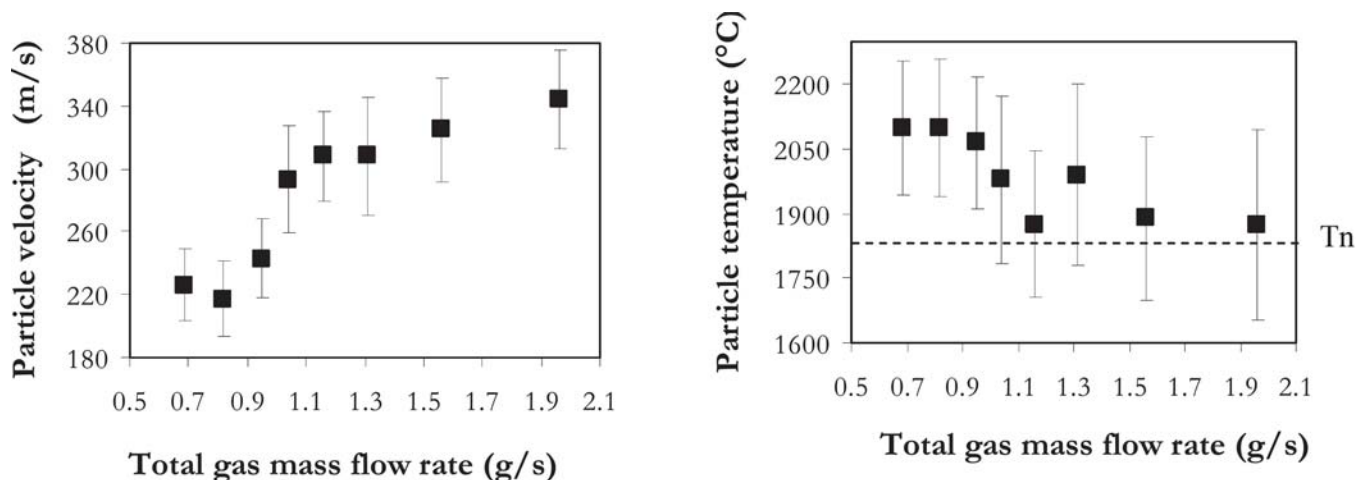 Particle velocity (m/s)
380
340
300
260
220
180
0.5 0.7 0.9 1.1 1.3 1.5 1.7 1.9 2.1
Total gas mass flow rate (g/s)
Particle temperature (°C)
2200
2050
1900
1750
1600
Tn
0.5 0.7 0.9 1.1 1.3 1.5 1.7 1.9 2.1
Total gas mass flow rate (g/s)